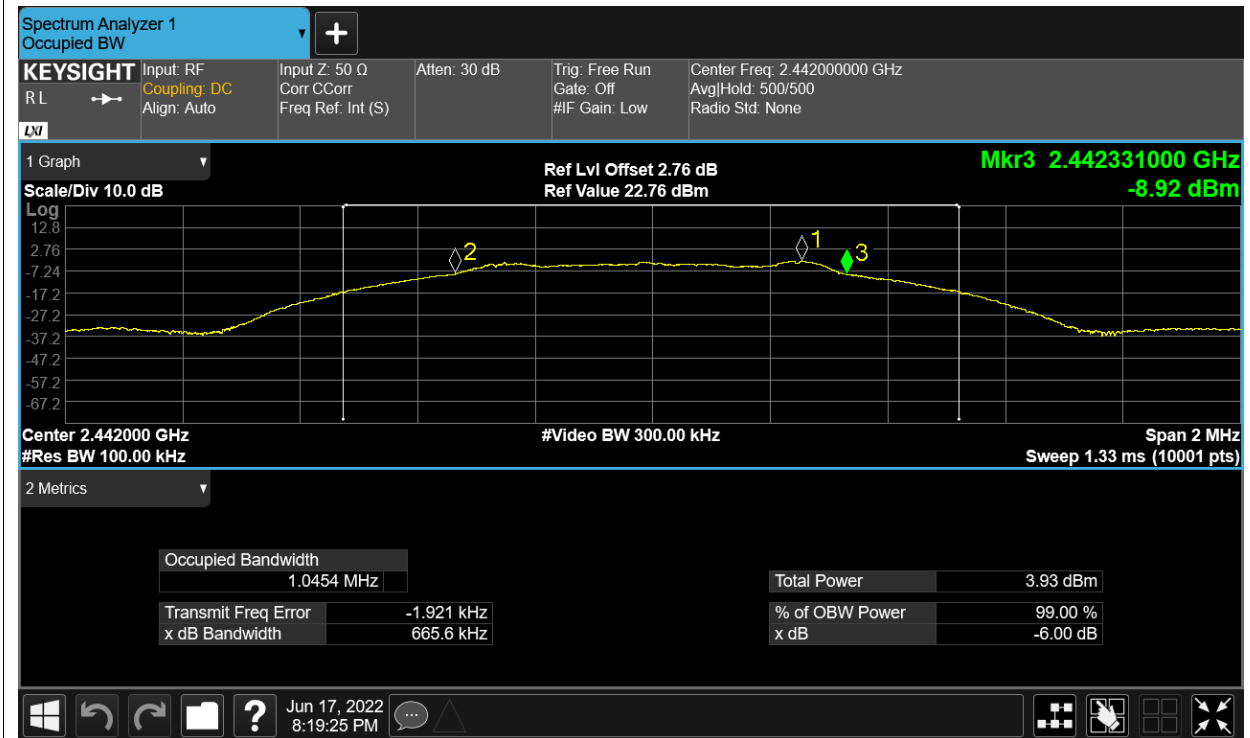 Spectrum Analyzer 1
Occupied BW
KEYSIGHT
R L
LXI
Input: RF
Coupling: DC
Align: Auto
Input Z: 50 Ω
Corr CCorr
Freq Ref: Int (S)
Atten: 30 dB
Trig: Free Run
Gate: Off
#IF Gain: Low
Center Freq: 2.442000000 GHz
Avg|Hold: 500/500
Radio Std: None
1 Graph
Scale/Div 10.0 dB
Ref Lvl Offset 2.76 dB
Ref Value 22.76 dBm
Mkr3 2.442331000 GHz
-8.92 dBm
Log
12.8
2.76
-7.24
-17.2
-27.2
-37.2
-47.2
-57.2
-67.2
2
1
3
Center 2.442000 GHz
#Res BW 100.00 kHz
#Video BW 300.00 kHz
Span 2 MHz
Sweep 1.33 ms (10001 pts)
2 Metrics
Occupied Bandwidth
1.0454 MHz
Transmit Freq Error -1.921 kHz
x dB Bandwidth 665.6 kHz
Total Power 3.93 dBm
% of OBW Power 99.00 %
x dB -6.00 dB
?
Jun 17, 2022
8:19:25 PM